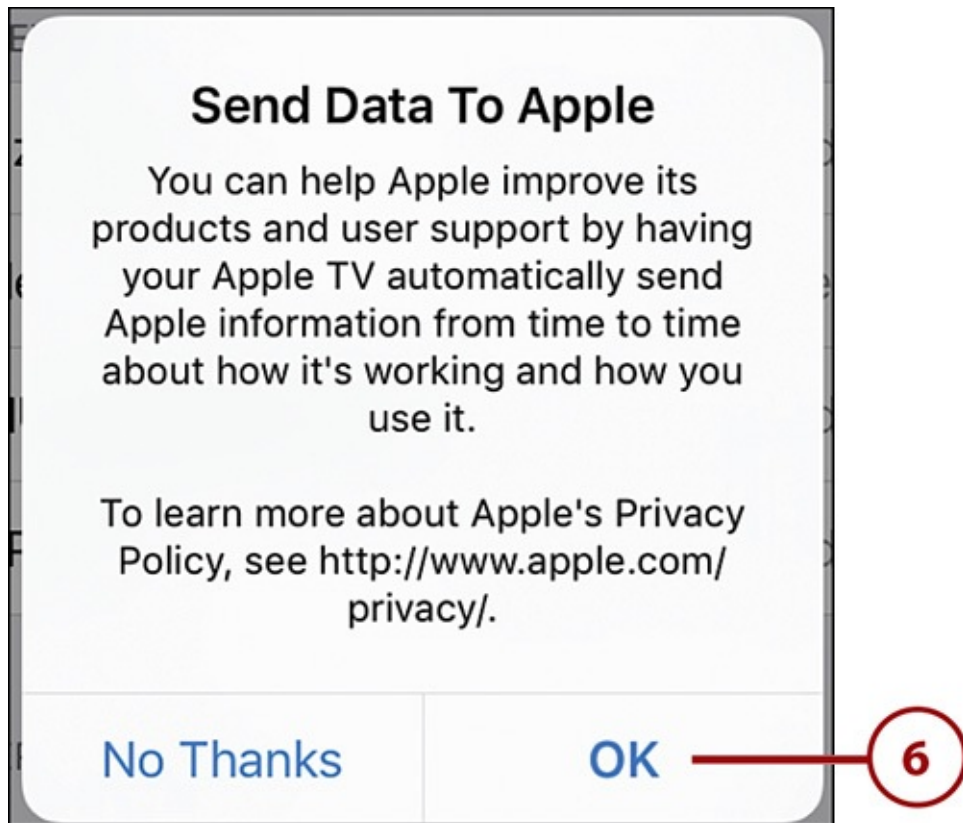 Send Data To Apple
You can help Apple improve its
products and user support by having
your Apple TV automatically send
Apple information from time to time
about how it's working and how you
use it.
To learn more about Apple's Privacy
Policy, see http://www.apple.com/
privacy/.
No Thanks OK 6